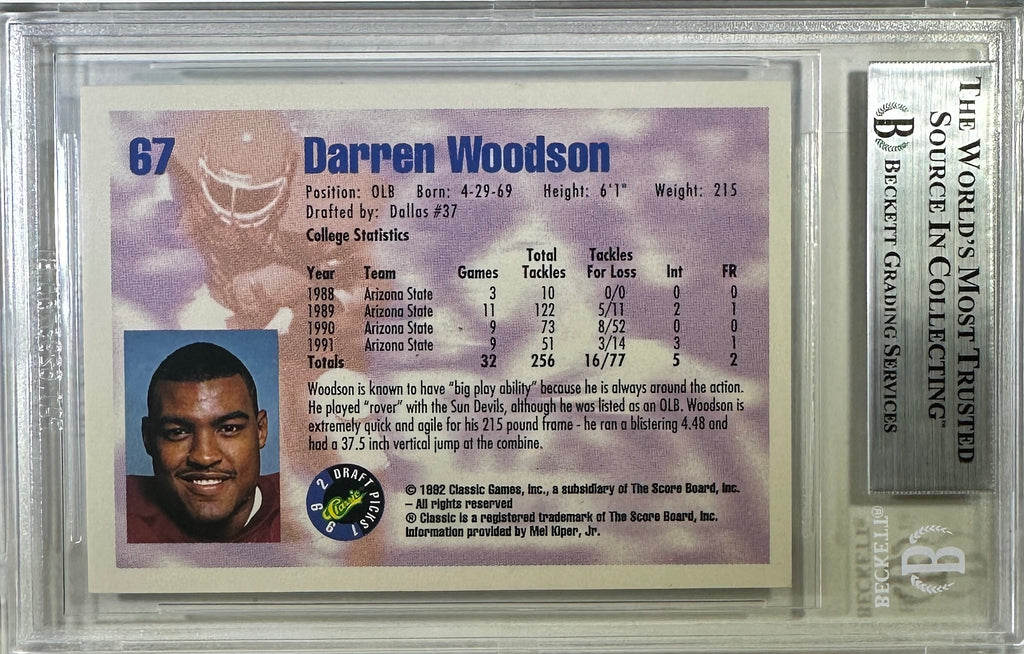 67
Darren Woodson
Position: OLB Born: 4-29-69 Height: 6'1" Weight: 215
Drafted by: Dallas #37
College Statistics
Year Team Games Total Tackles Tackles For Loss Int FR
1988 Arizona State 3 10 0/0 0 0
1989 Arizona State 11 122 5/11 2 1
1990 Arizona State 9 73 8/52 0 0
1991 Arizona State 9 51 3/14 3 1
Totals 32 256 16/77 5 2
Woodson is known to have "big play ability" because he is always around the action.
He played "rover" with the Sun Devils, although he was listed as an OLB. Woodson is
extremely quick and agile for his 215 pound frame - he ran a blistering 4.48 and
had a 37.5 inch vertical jump at the combine.
1992 DRAFT PICKS
Classic
© 1992 Classic Games, Inc., a subsidiary of The Score Board, Inc.
– All rights reserved
® Classic is a registered trademark of The Score Board, Inc.
Information provided by Mel Kiper, Jr.
THE WORLD'S MOST TRUSTED
SOURCE IN COLLECTING™
B BECKETT GRADING SERVICES
BECKETT®
B